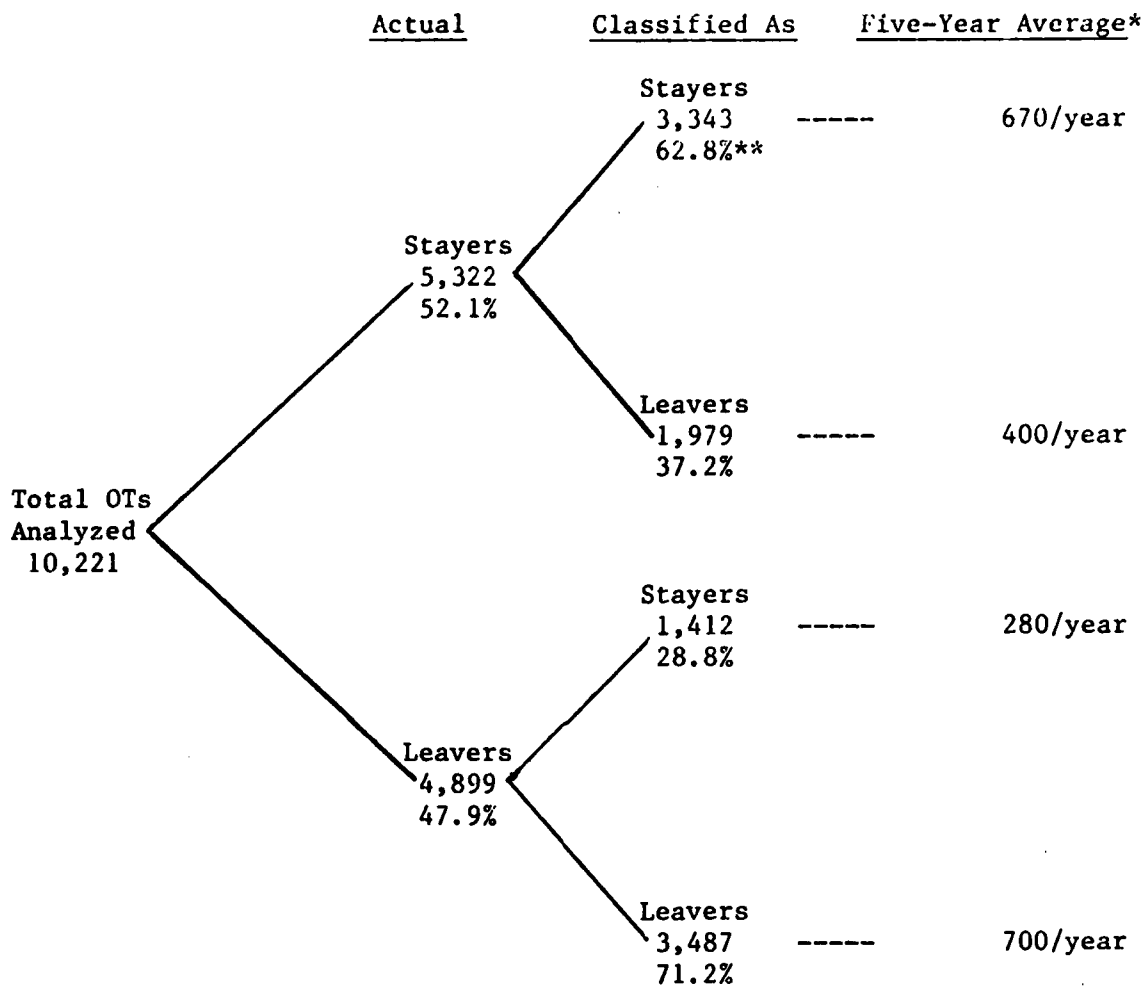 Actual Classified As Five-Year Average*
Stayers
3,343 ----- 670/year
62.8%**
Stayers
5,322
52.1%
Leavers
1,979 ----- 400/year
37.2%
Total OTs
Analyzed
10,221
Stayers
1,412 ----- 280/year
28.8%
Leavers
4,899
47.9%
Leavers
3,487 ----- 700/year
71.2%